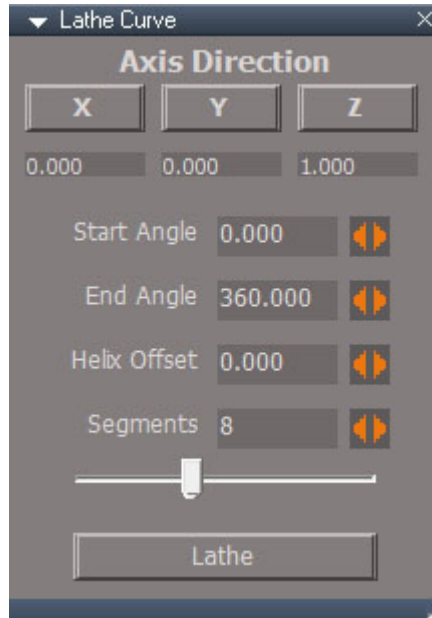 Lathe Curve
Axis Direction
X Y Z
0.000 0.000 1.000
Start Angle 0.000
End Angle 360.000
Helix Offset 0.000
Segments 8
Lathe